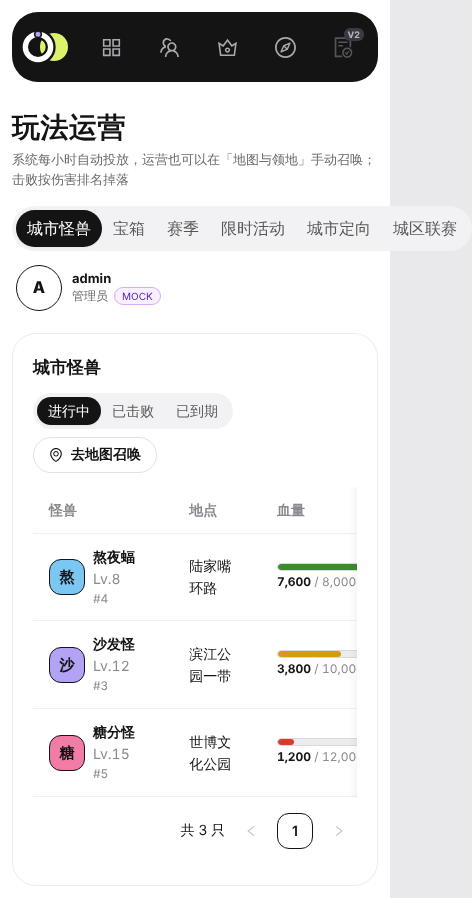 V2
玩法运营
系统每小时自动投放，运营也可以在「地图与领地」手动召唤；
击败按伤害排名掉落
城市怪兽 宝箱 赛季 限时活动 城市定向 城区联赛
A
admin
管理员 MOCK
城市怪兽
进行中 已击败 已到期
去地图召唤
怪兽 地点 血量
熬
熬夜蝠
Lv.8
#4
陆家嘴
环路
7,600 / 8,000
沙
沙发怪
Lv.12
#3
滨江公
园一带
3,800 / 10,00
糖
糖分怪
Lv.15
#5
世博文
化公园
1,200 / 12,00
共 3 只
1